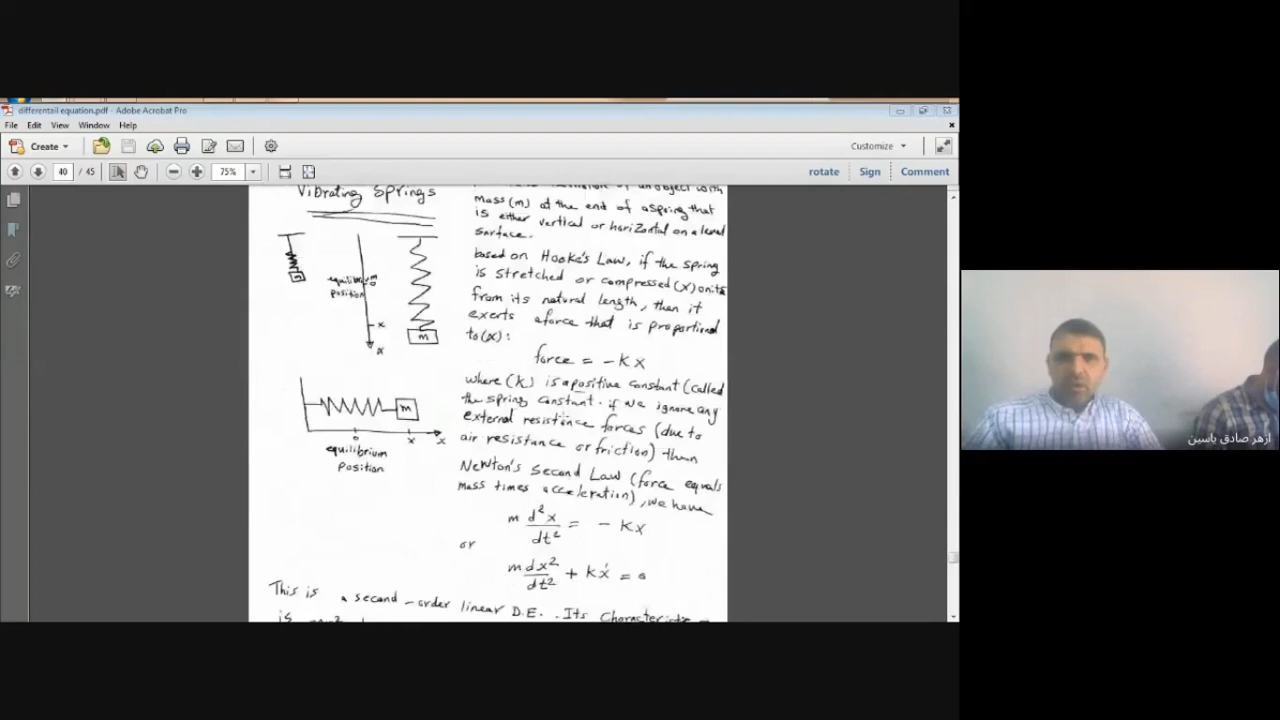 differentail equation.pdf - Adobe Acrobat Pro
File Edit View Window Help
Create
Customize
40 / 45
75%
rotate Sign Comment
Vibrating Springs
of an object with
mass (m) at the end of a spring that
is either vertical or horizontal on a level
surface.
based on Hooke's Law, if the spring
is stretched or compressed (x) units
from its natural length, then it
exerts a force that is proportional
to (x):
force = - K x
where (k) is a positive constant (called
the spring constant. if we ignore any
external resistance forces (due to
air resistance or friction) then
Newton's Second Law (force equals
mass times acceleration), we have
m d²x/dt² = - Kx
or
m dx²/dt² + Kx = 0
This is a second-order linear D.E. . Its Characteristic
is
equilibrium
position
o
x
x
m
m
o
x
x
equilibrium
position
ازهر صادق ياسين